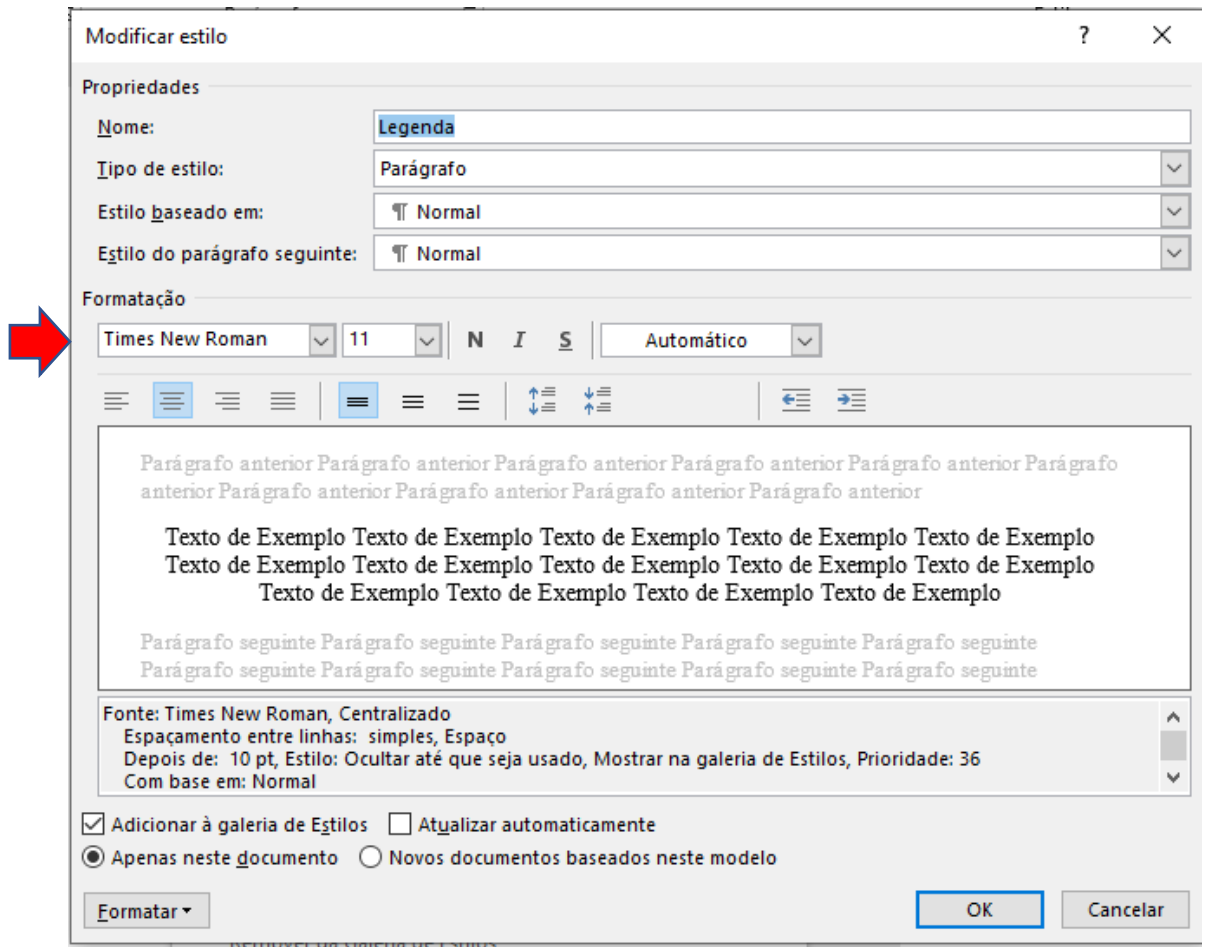 Modificar estilo ? ×
Propriedades
Nome: Legenda
Tipo de estilo: Parágrafo
Estilo baseado em: ¶ Normal
Estilo do parágrafo seguinte: ¶ Normal
Formatação
Times New Roman 11 N I S Automático
Parágrafo anterior Parágrafo anterior Parágrafo anterior Parágrafo anterior Parágrafo anterior Parágrafo
anterior Parágrafo anterior Parágrafo anterior Parágrafo anterior Parágrafo anterior
Texto de Exemplo Texto de Exemplo Texto de Exemplo Texto de Exemplo Texto de Exemplo
Texto de Exemplo Texto de Exemplo Texto de Exemplo Texto de Exemplo Texto de Exemplo
Texto de Exemplo Texto de Exemplo Texto de Exemplo Texto de Exemplo
Parágrafo seguinte Parágrafo seguinte Parágrafo seguinte Parágrafo seguinte Parágrafo seguinte
Parágrafo seguinte Parágrafo seguinte Parágrafo seguinte Parágrafo seguinte Parágrafo seguinte
Fonte: Times New Roman, Centralizado
Espaçamento entre linhas: simples, Espaço
Depois de: 10 pt, Estilo: Ocultar até que seja usado, Mostrar na galeria de Estilos, Prioridade: 36
Com base em: Normal
Adicionar à galeria de Estilos Atualizar automaticamente
Apenas neste documento Novos documentos baseados neste modelo
Formatar OK Cancelar